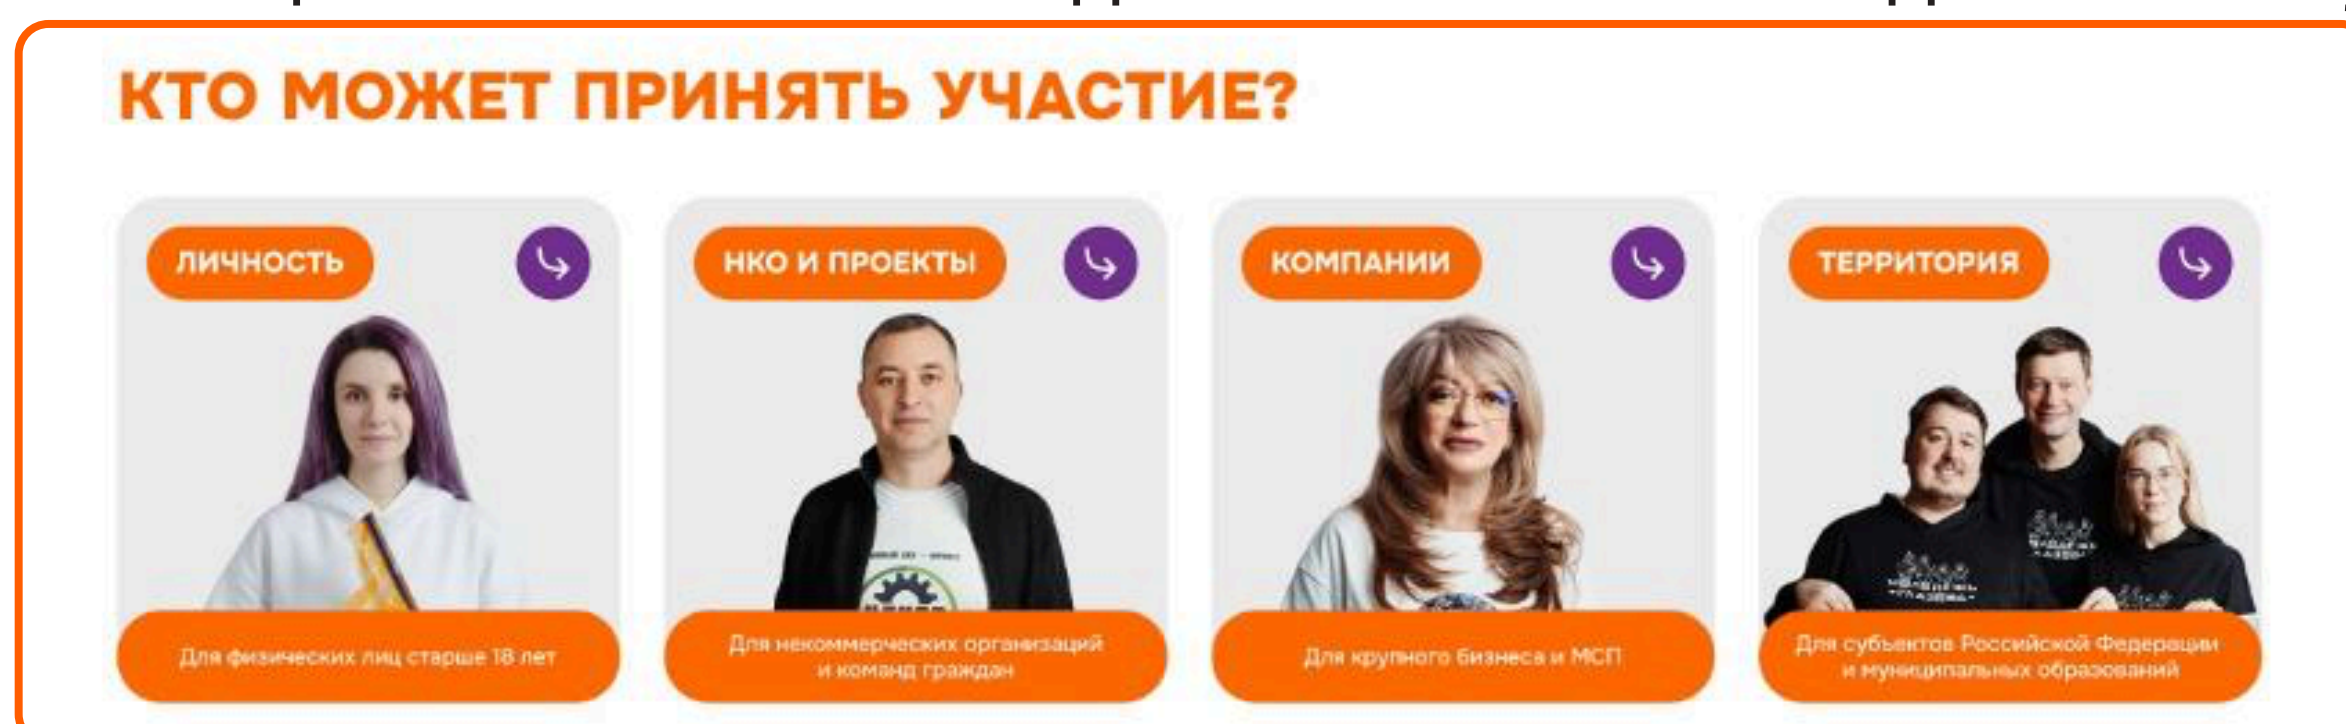 КТО МОЖЕТ ПРИНЯТЬ УЧАСТИЕ?
ЛИЧНОСТЬ
Для физических лиц старше 18 лет
НКО И ПРОЕКТЫ
Для некоммерческих организаций
и команд граждан
КОМПАНИИ
Для крупного бизнеса и МСП
ТЕРРИТОРИЯ
Для субъектов Российской Федерации
и муниципальных образований